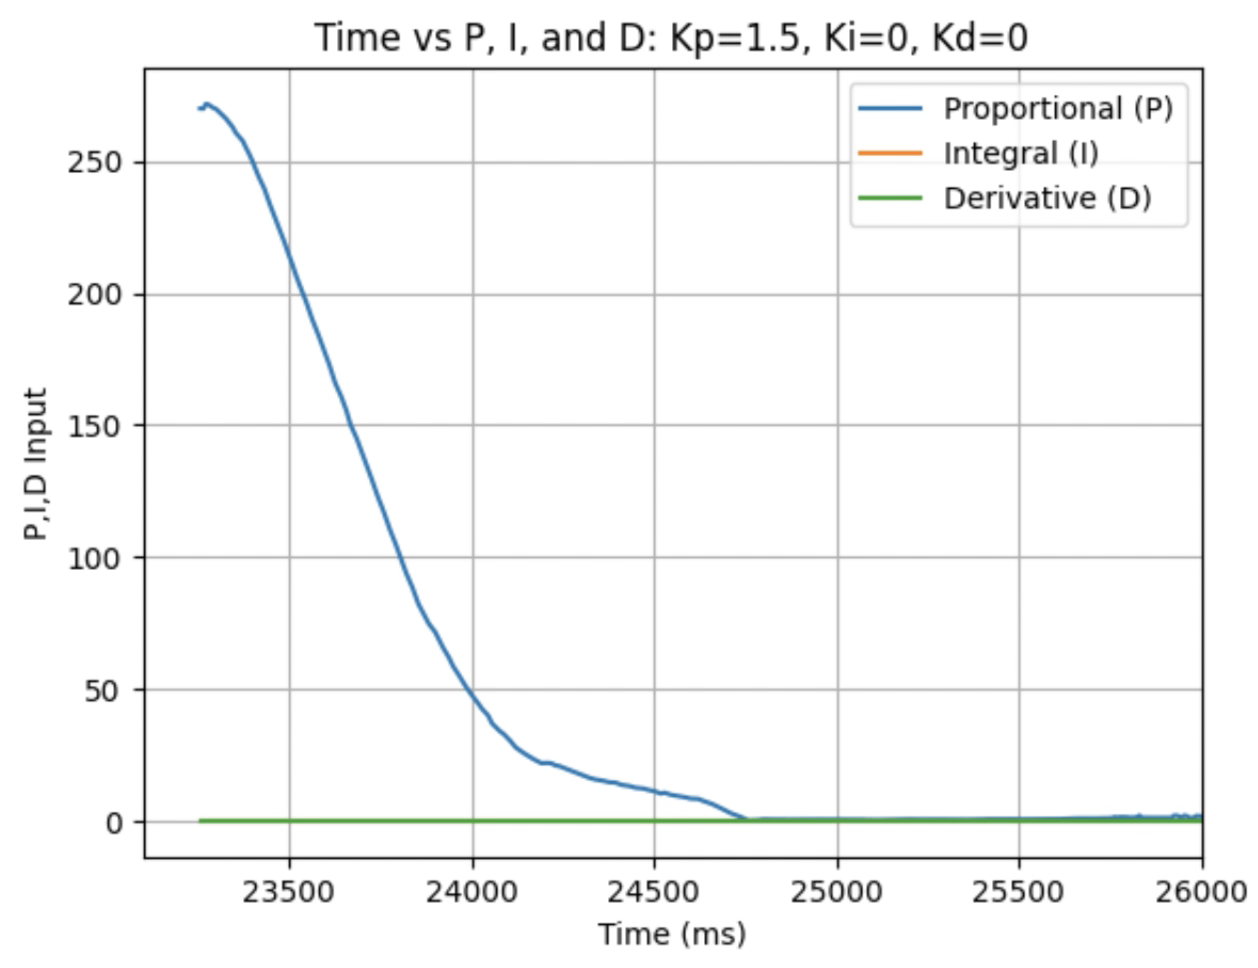 Time vs P, I, and D: Kp=1.5, Ki=0, Kd=0
Proportional (P)
Integral (I)
Derivative (D)
P,I,D Input
250
200
150
100
50
0
23500 24000 24500 25000 25500 26000
Time (ms)